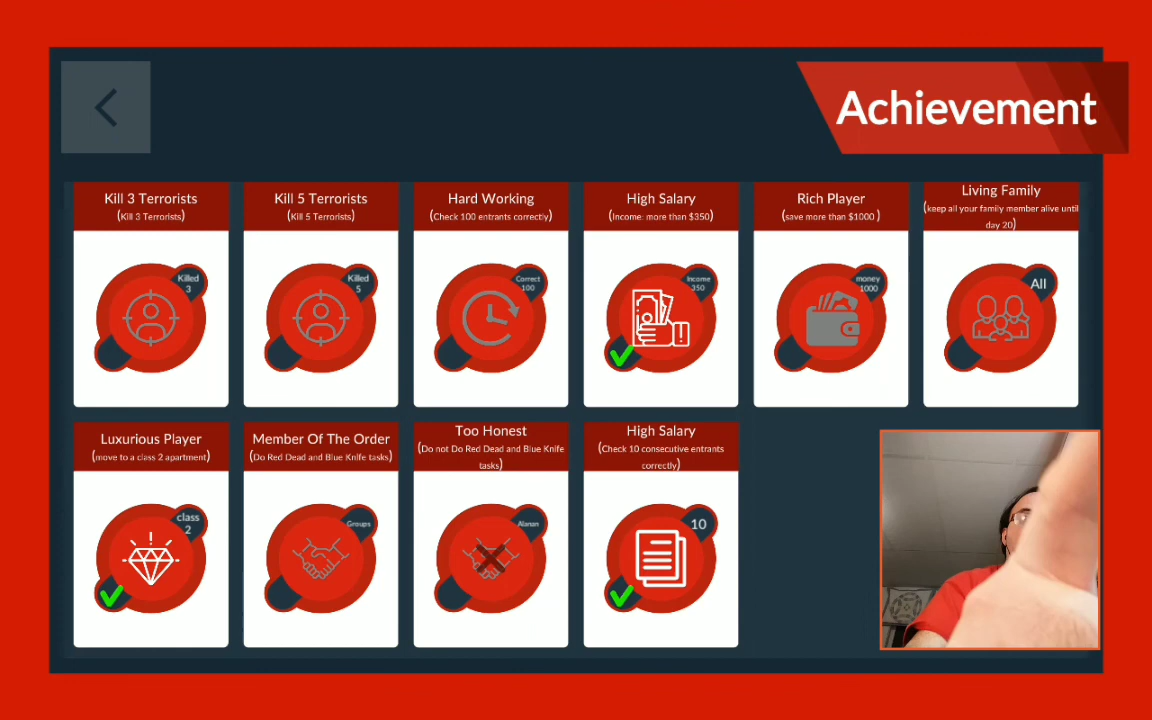 Achievement
Kill 3 Terrorists
(Kill 3 Terrorists)
Killed
3
Kill 5 Terrorists
(Kill 5 Terrorists)
Killed
5
Hard Working
(Check 100 entrants correctly)
Correct
100
High Salary
(Income: more than $350)
Income
350
Rich Player
(save more than $1000 )
money
1000
Living Family
(keep all your family member alive until
day 20)
All
Luxurious Player
(move to a class 2 apartment)
class
2
Member Of The Order
(Do Red Dead and Blue Knife tasks)
Groups
Too Honest
(Do not Do Red Dead and Blue Knife
tasks)
Alanan
High Salary
(Check 10 consecutive entrants
correctly)
10